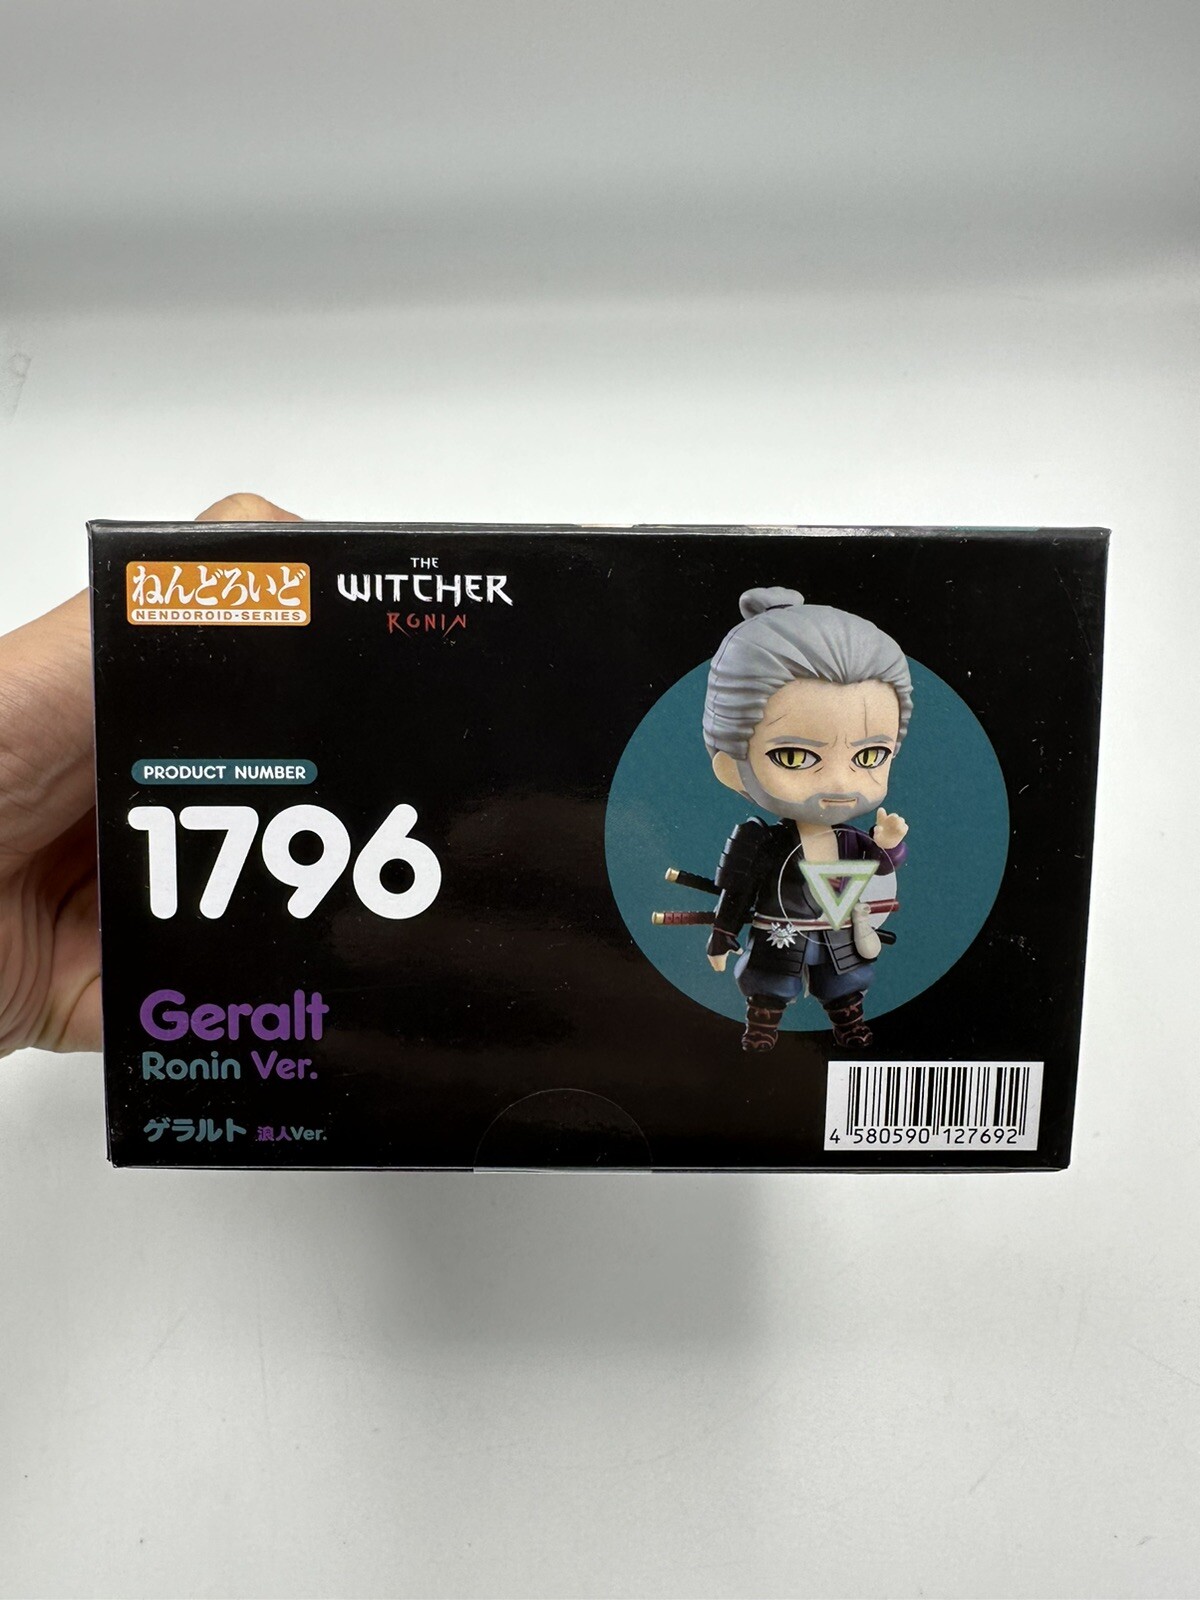 ねんどろいど
NENDOROID-SERIES
THE
WITCHER
RONIN
PRODUCT NUMBER
1796
Geralt
Ronin Ver.
ゲラルト 浪人Ver.
4 580590 127692